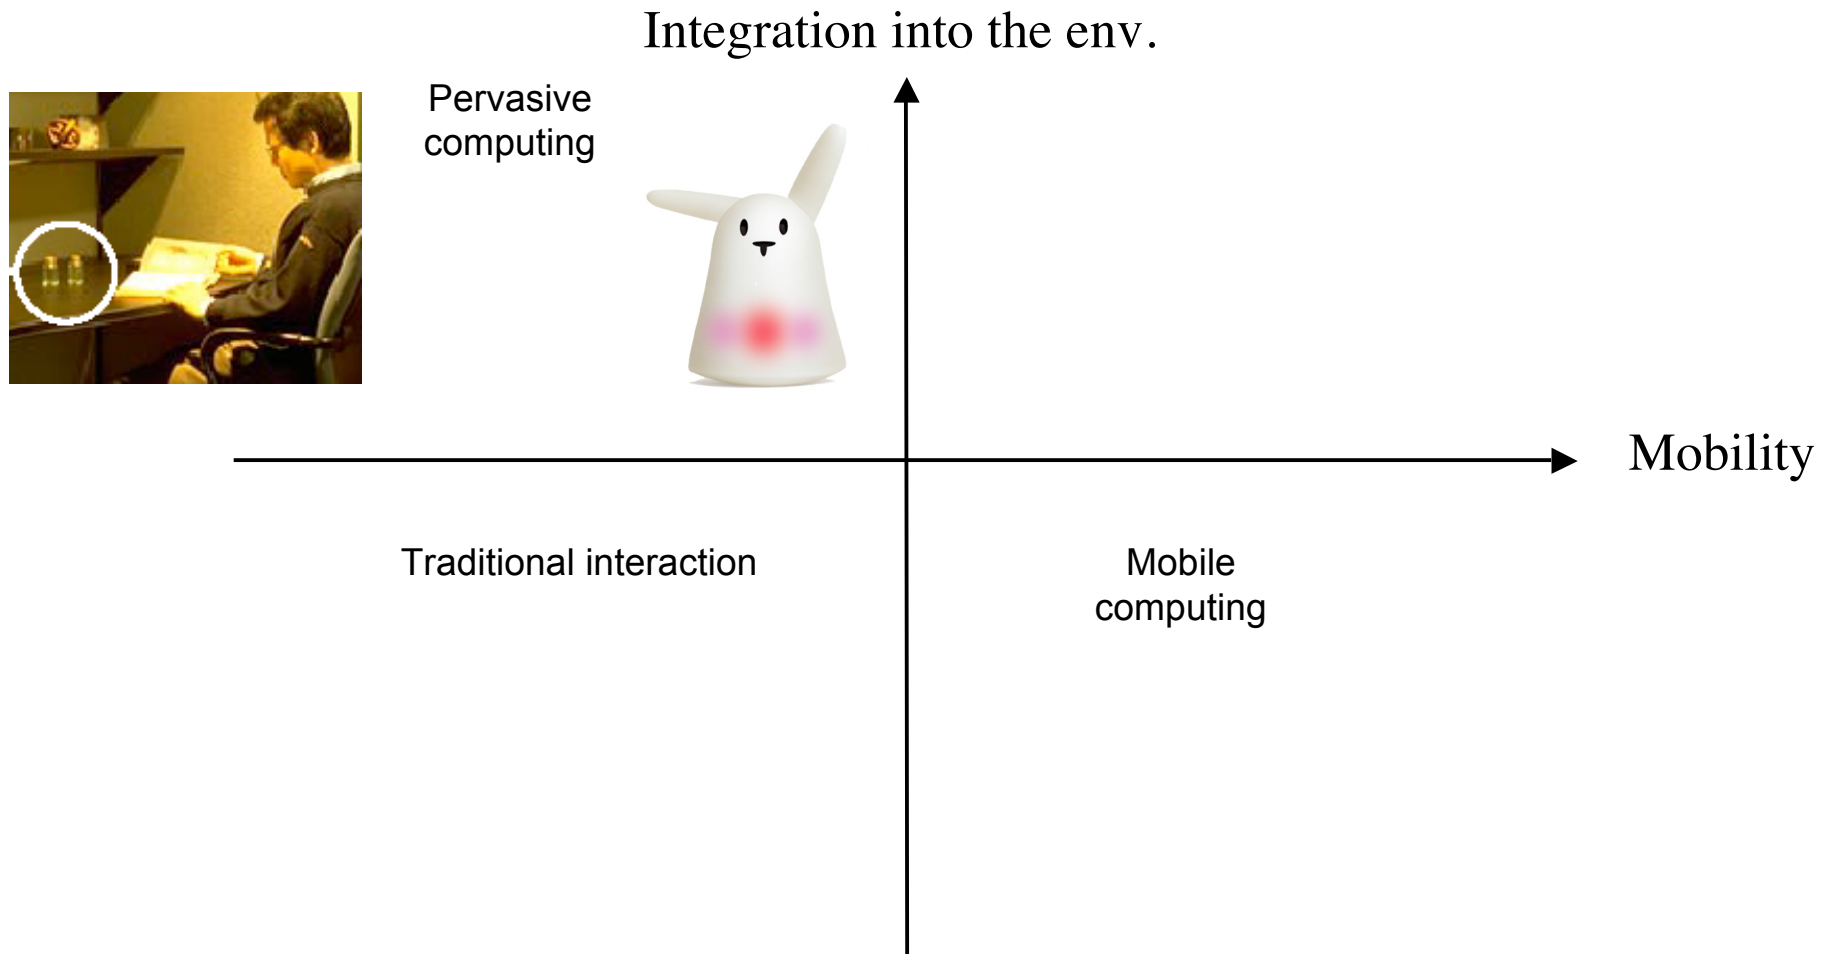 Integration into the env.
Pervasive
computing
Mobility
Traditional interaction
Mobile
computing